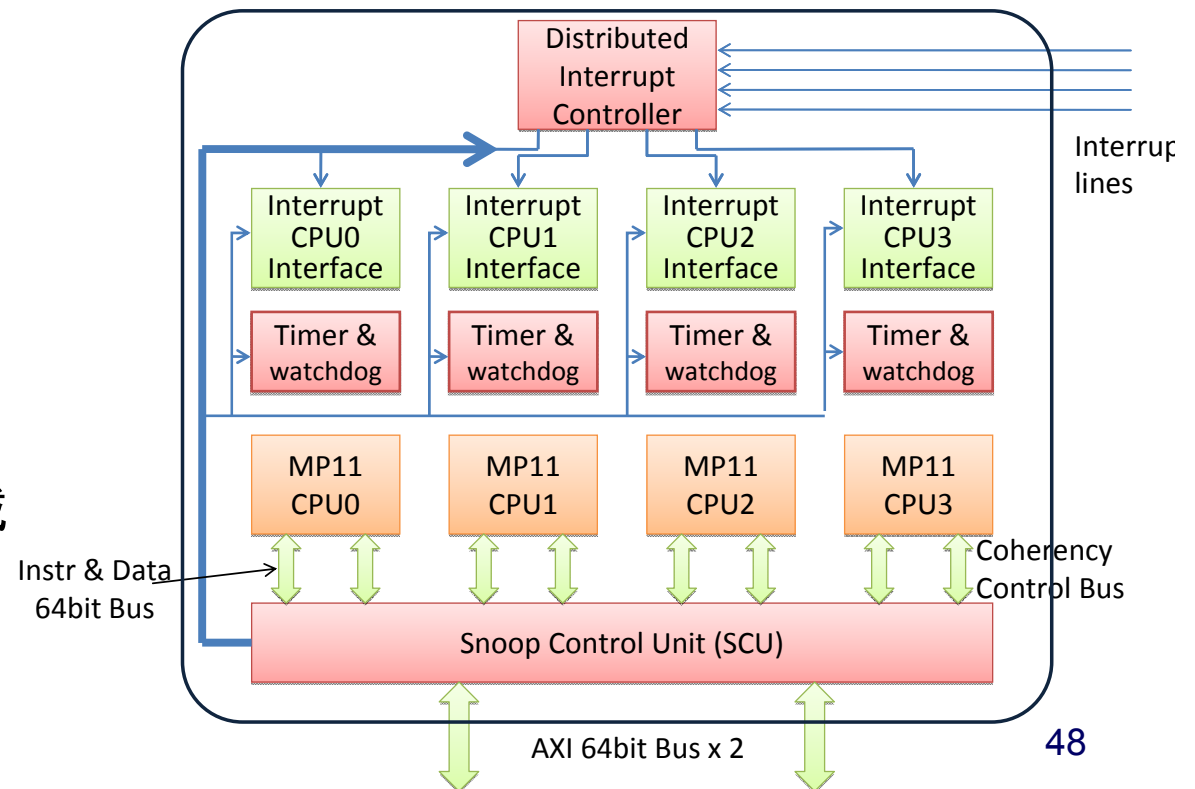 Distributed
Interrupt
Controller
Interrup
lines
Interrupt
CPU0
Interface
Interrupt
CPU1
Interface
Interrupt
CPU2
Interface
Interrupt
CPU3
Interface
Timer &
watchdog
Timer &
watchdog
Timer &
watchdog
Timer &
watchdog
MP11
CPU0
MP11
CPU1
MP11
CPU2
MP11
CPU3
Instr & Data
64bit Bus
Coherency
Control Bus
Snoop Control Unit (SCU)
AXI 64bit Bus x 2
48